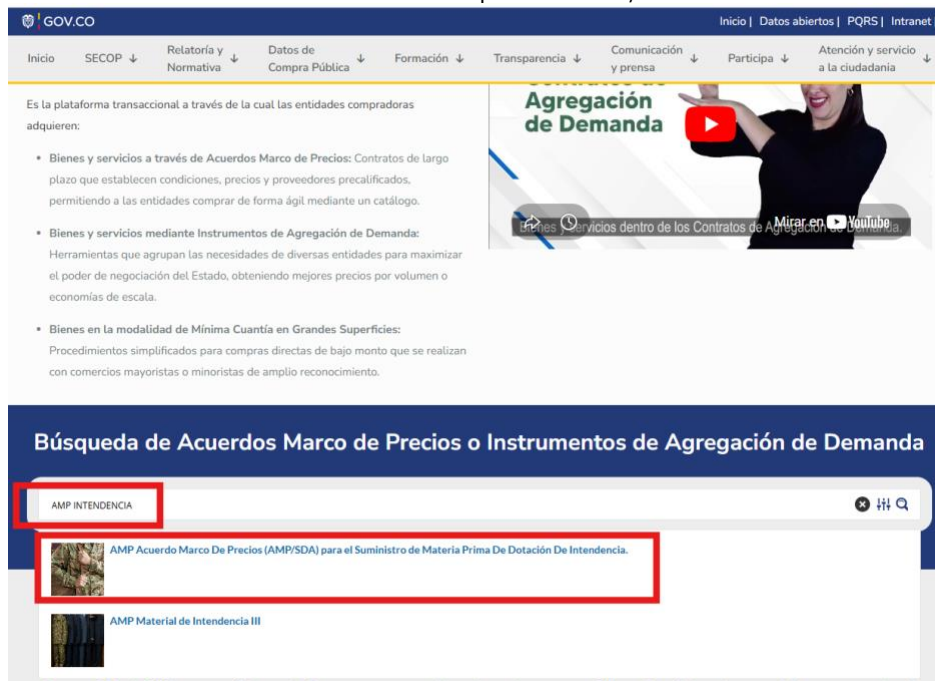 GOV.CO
Inicio | Datos abiertos | PQRS | Intranet
Inicio
SECOP ↓
Relatoría y
Normativa ↓
Datos de
Compra Pública ↓
Formación ↓
Transparencia ↓
Comunicación
y prensa ↓
Participa ↓
Atención y servicio
a la ciudadania ↓
Es la plataforma transaccional a través de la cual las entidades compradoras
adquieren:
• Bienes y servicios a través de Acuerdos Marco de Precios: Contratos de largo
plazo que establecen condiciones, precios y proveedores precalificados,
permitiendo a las entidades comprar de forma ágil mediante un catálogo.
• Bienes y servicios mediante Instrumentos de Agregación de Demanda:
Herramientas que agrupan las necesidades de diversas entidades para maximizar
el poder de negociación del Estado, obteniendo mejores precios por volumen o
economías de escala.
• Bienes en la modalidad de Mínima Cuantía en Grandes Superficies:
Procedimientos simplificados para compras directas de bajo monto que se realizan
con comercios mayoristas o minoristas de amplio reconocimiento.
Agregación
de Demanda
Mirar en YouTube
servicios dentro de los Contratos de Agregación
Búsqueda de Acuerdos Marco de Precios o Instrumentos de Agregación de Demanda
AMP INTENDENCIA
AMP Acuerdo Marco De Precios (AMP/SDA) para el Suministro de Materia Prima De Dotación De Intendencia.
AMP Material de Intendencia III